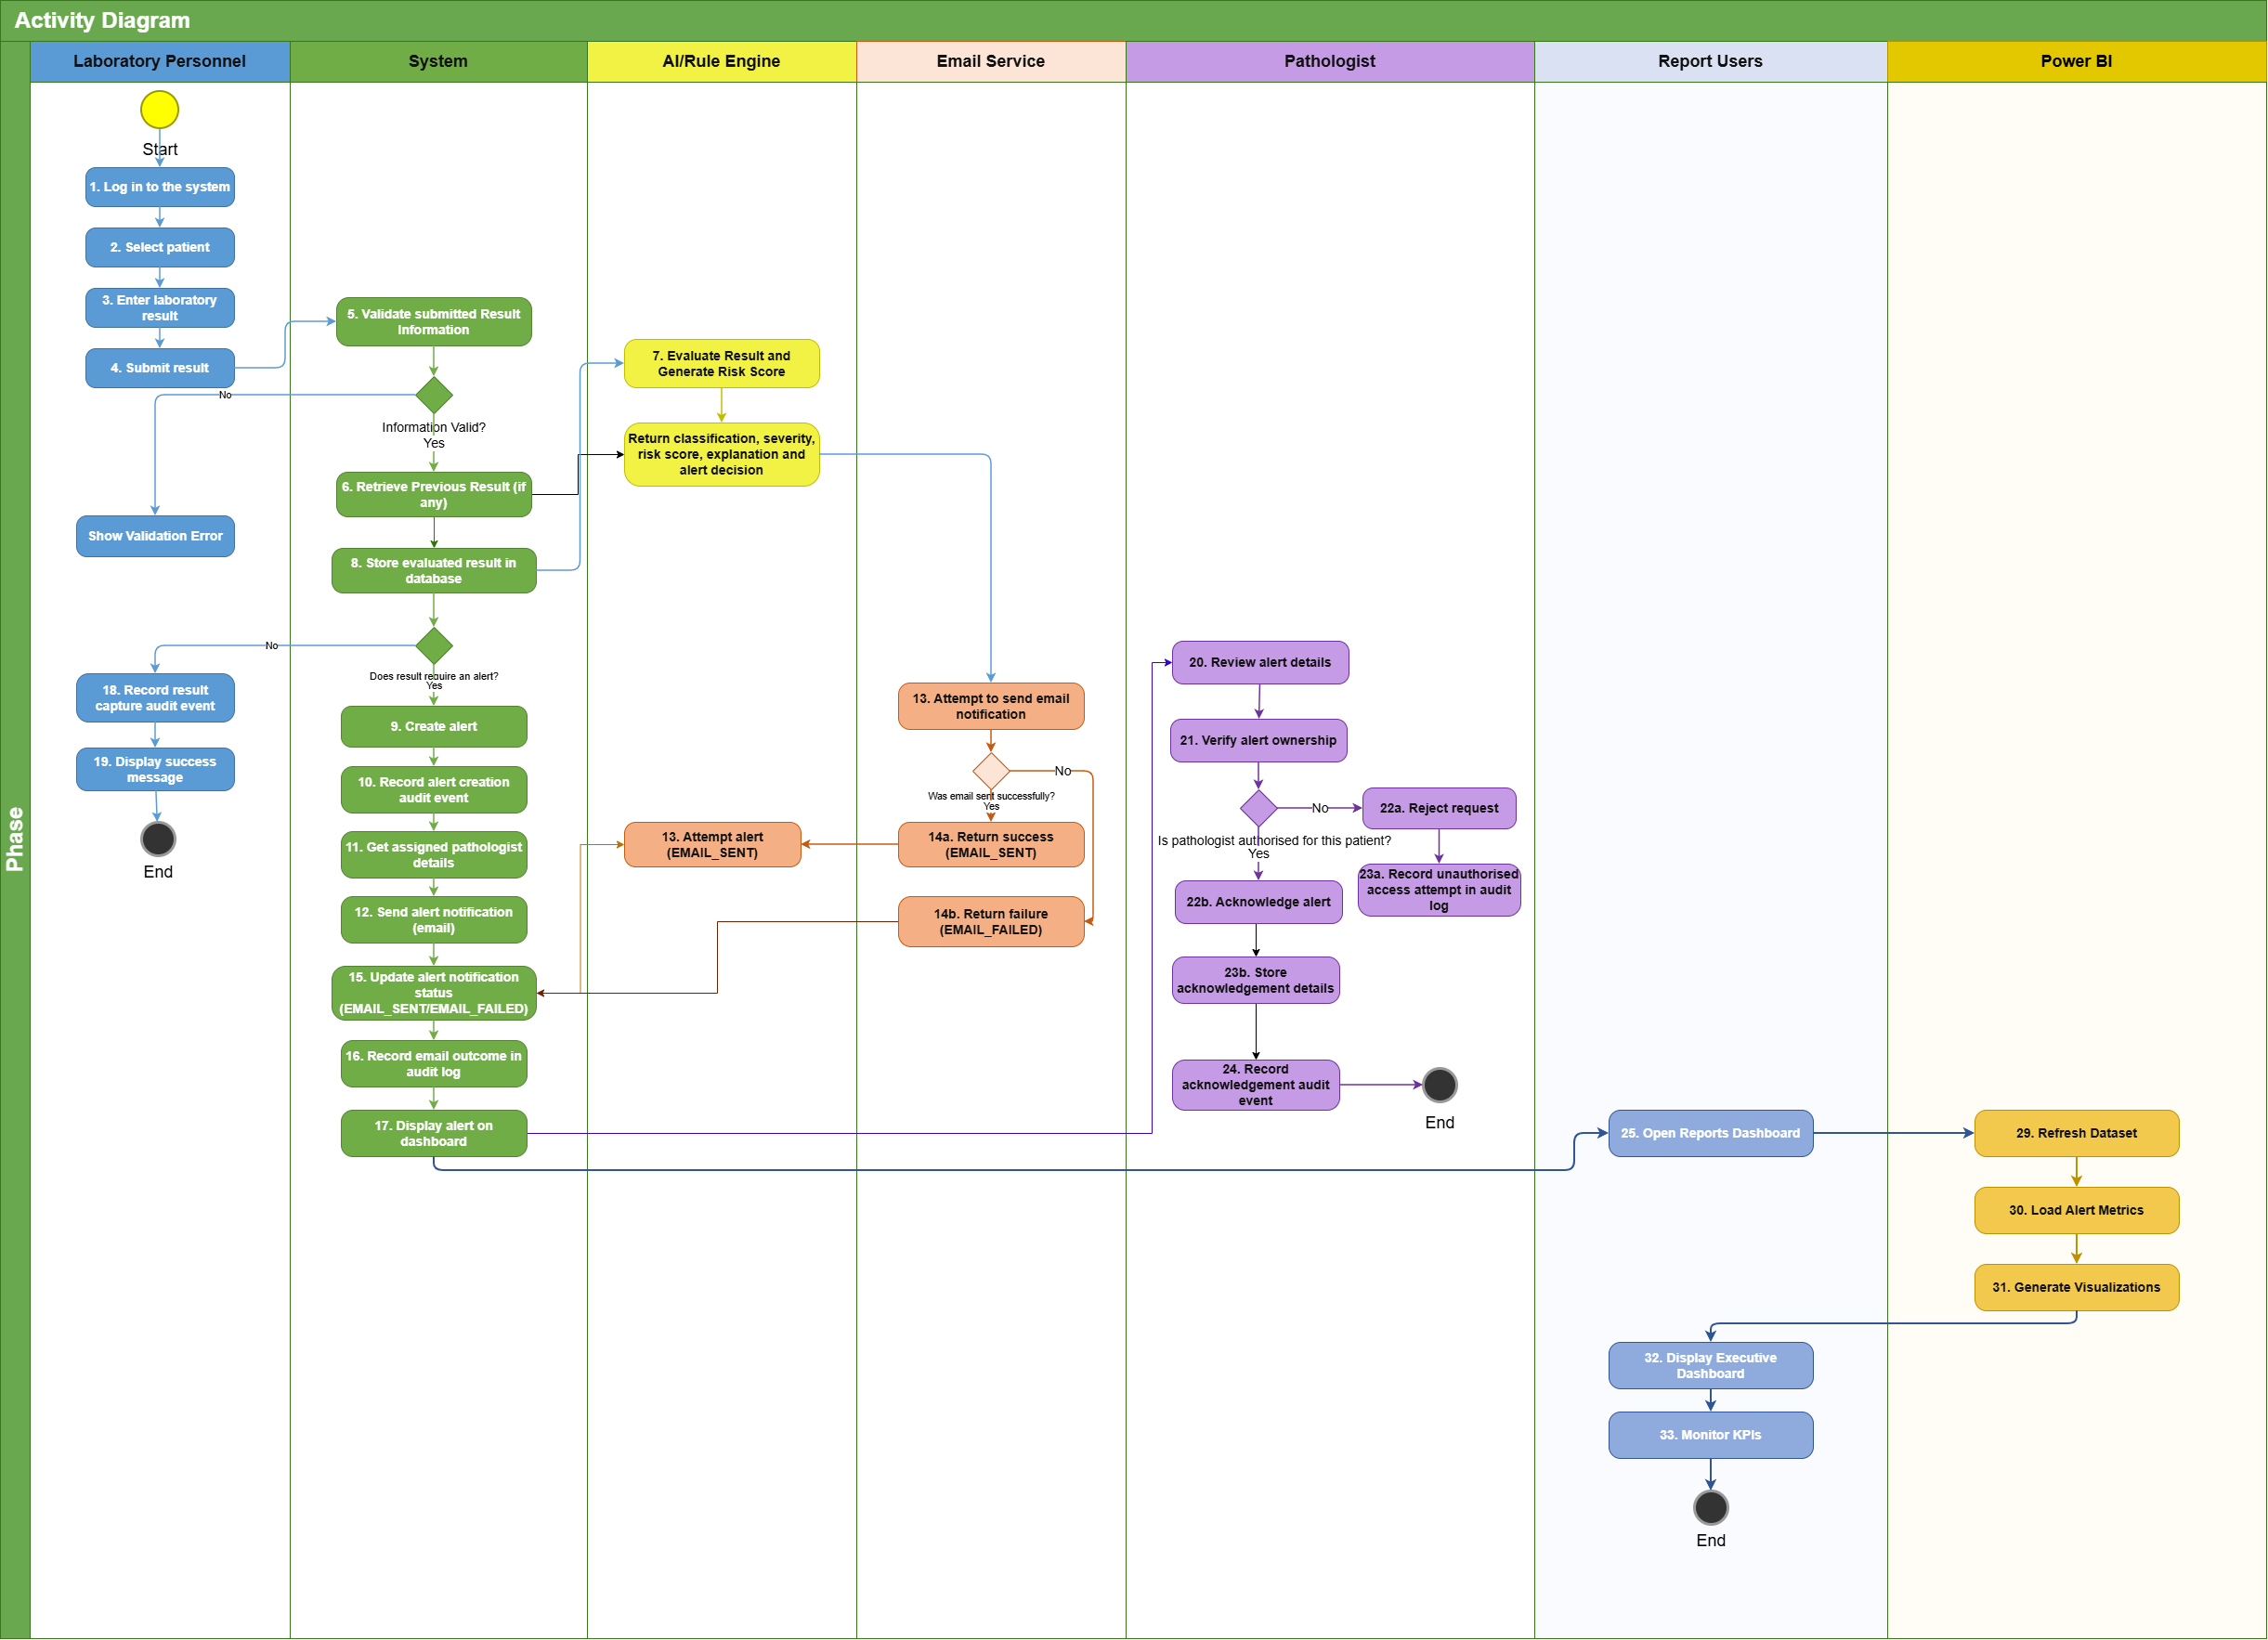 Activity Diagram
Phase
Laboratory Personnel
System
AI/Rule Engine
Email Service
Pathologist
Report Users
Power BI
Start
1. Log in to the system
2. Select patient
3. Enter laboratory
result
4. Submit result
No
Show Validation Error
No
18. Record result
capture audit event
19. Display success
message
End
5. Validate submitted Result
Information
Information Valid?
Yes
6. Retrieve Previous Result (if
any)
8. Store evaluated result in
database
Does result require an alert?
Yes
9. Create alert
10. Record alert creation
audit event
11. Get assigned pathologist
details
12. Send alert notification
(email)
15. Update alert notification
status
(EMAIL_SENT/EMAIL_FAILED)
16. Record email outcome in
audit log
17. Display alert on
dashboard
7. Evaluate Result and
Generate Risk Score
Return classification, severity,
risk score, explanation and
alert decision
13. Attempt alert
(EMAIL_SENT)
13. Attempt to send email
notification
No
Was email sent successfully?
Yes
14a. Return success
(EMAIL_SENT)
14b. Return failure
(EMAIL_FAILED)
20. Review alert details
21. Verify alert ownership
No
22a. Reject request
Is pathologist authorised for this patient?
Yes
23a. Record unauthorised
access attempt in audit
log
22b. Acknowledge alert
23b. Store
acknowledgement details
24. Record
acknowledgement audit
event
End
25. Open Reports Dashboard
29. Refresh Dataset
30. Load Alert Metrics
31. Generate Visualizations
32. Display Executive
Dashboard
33. Monitor KPIs
End